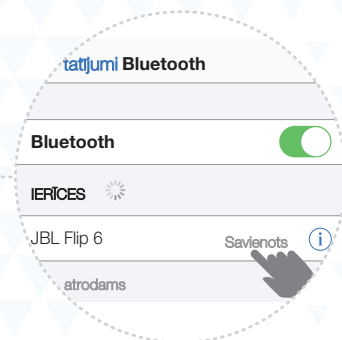 tatījumi Bluetooth
Bluetooth
IERĪCES
JBL Flip 6 Savienots
atrodams